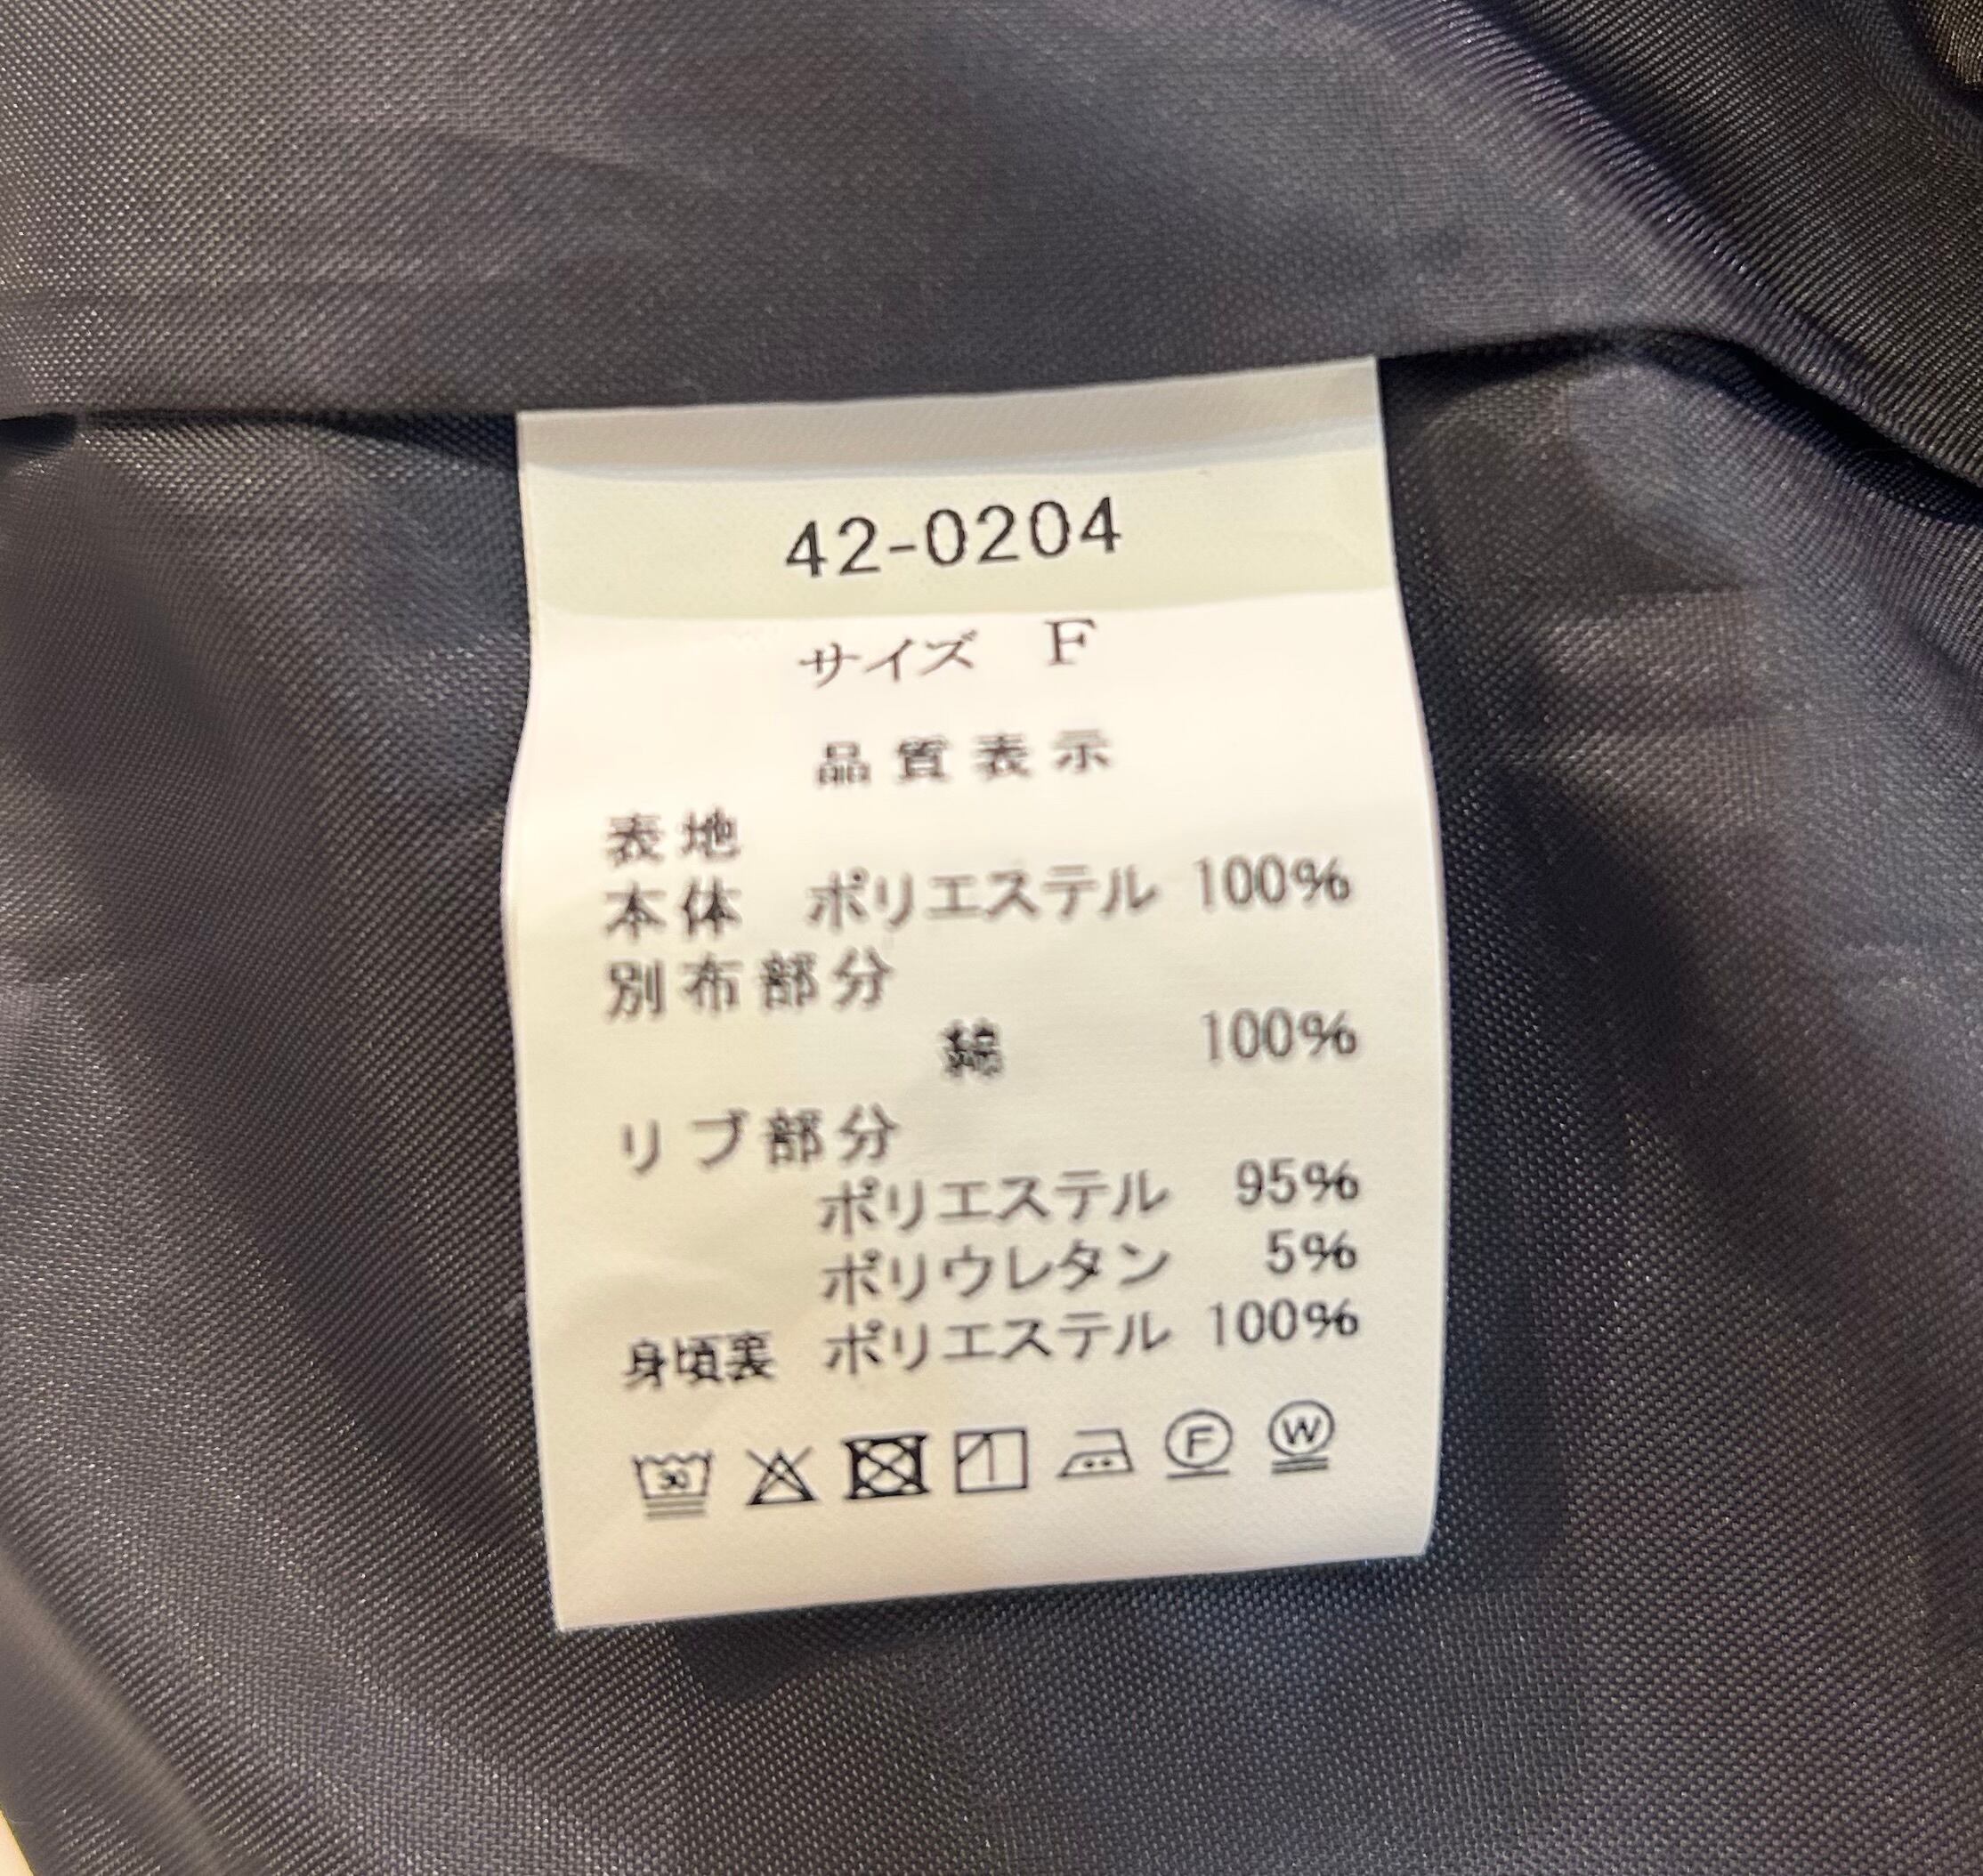 42-0204
サイズ F
品質表示
表地
本体 ポリエステル 100%
別布部分
綿 100%
リブ部分
ポリエステル 95%
ポリウレタン 5%
身頃裏 ポリエステル 100%
30 F W